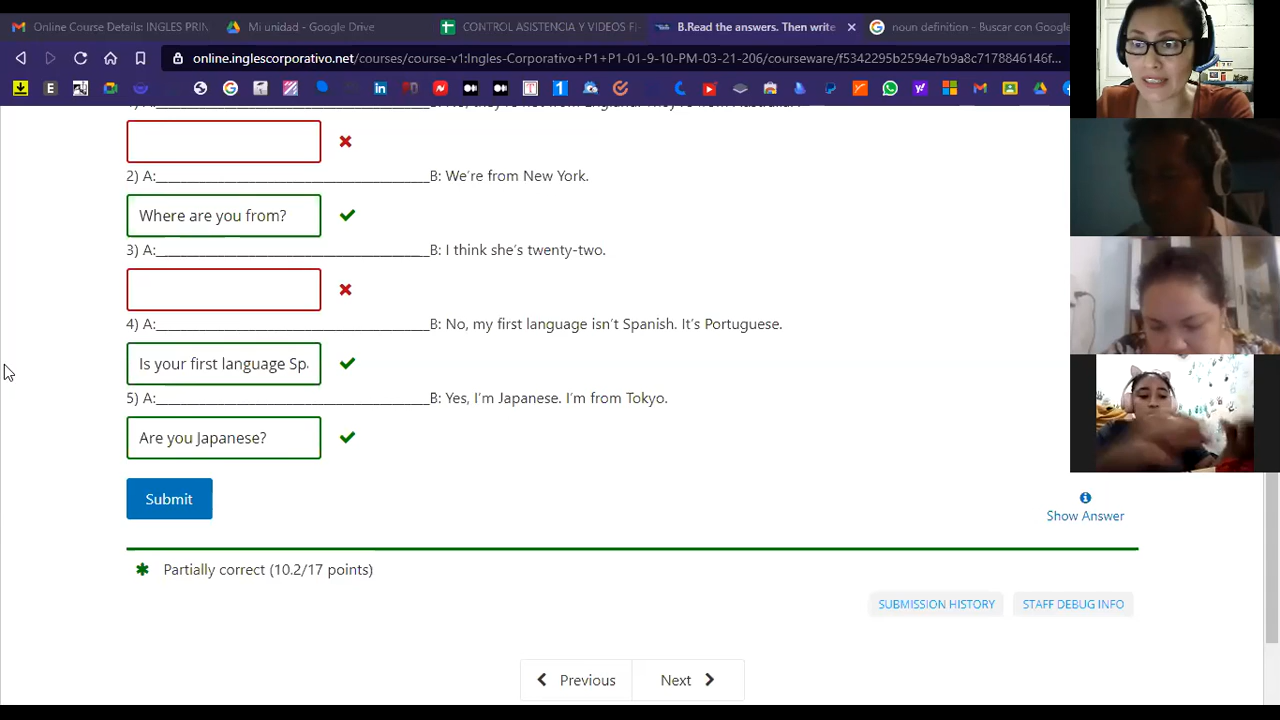 Online Course Details: INGLES PRIN
Mi unidad - Google Drive
CONTROL ASISTENCIA Y VIDEOS FI
B.Read the answers. Then write
noun definition - Buscar con Google
online.inglescorporativo.net/courses/course-v1:Ingles-Corporativo+P1+P1-01-9-10-PM-03-21-206/courseware/f5342295b2594e7b9a8c7178846146f...
2) A:________________________________B: We're from New York.
Where are you from?
3) A:________________________________B: I think she's twenty-two.
4) A:________________________________B: No, my first language isn't Spanish. It's Portuguese.
Is your first language Sp
5) A:________________________________B: Yes, I'm Japanese. I'm from Tokyo.
Are you Japanese?
Submit
Show Answer
Partially correct (10.2/17 points)
SUBMISSION HISTORY
STAFF DEBUG INFO
Previous
Next